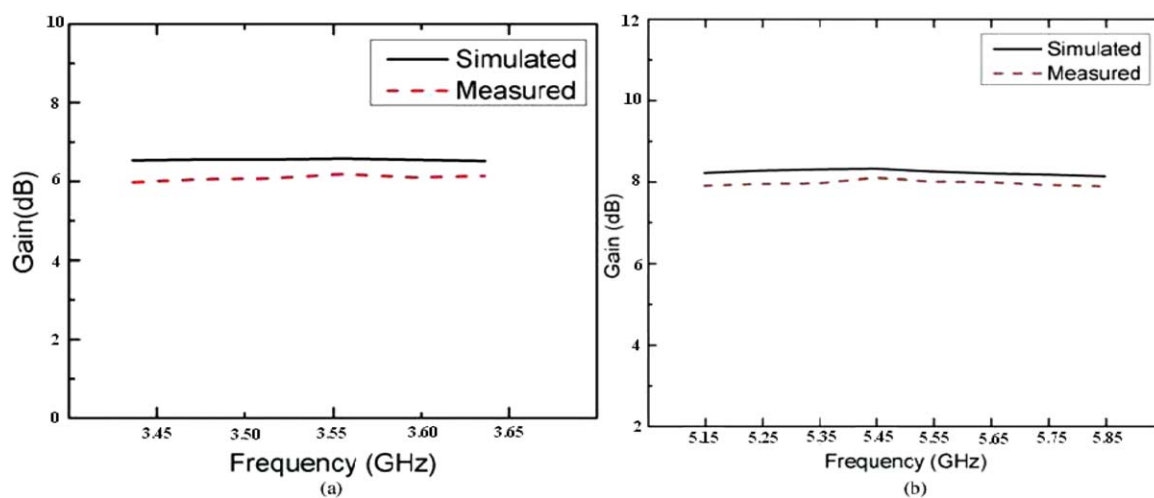 10
8
6
4
2
0
Gain(dB)
Simulated
Measured
3.45 3.50 3.55 3.60 3.65
Frequency (GHz)
(a)
12
10
8
6
4
2
Gain (dB)
Simulated
Measured
5.15 5.25 5.35 5.45 5.55 5.65 5.75 5.85
Frequency (GHz)
(b)